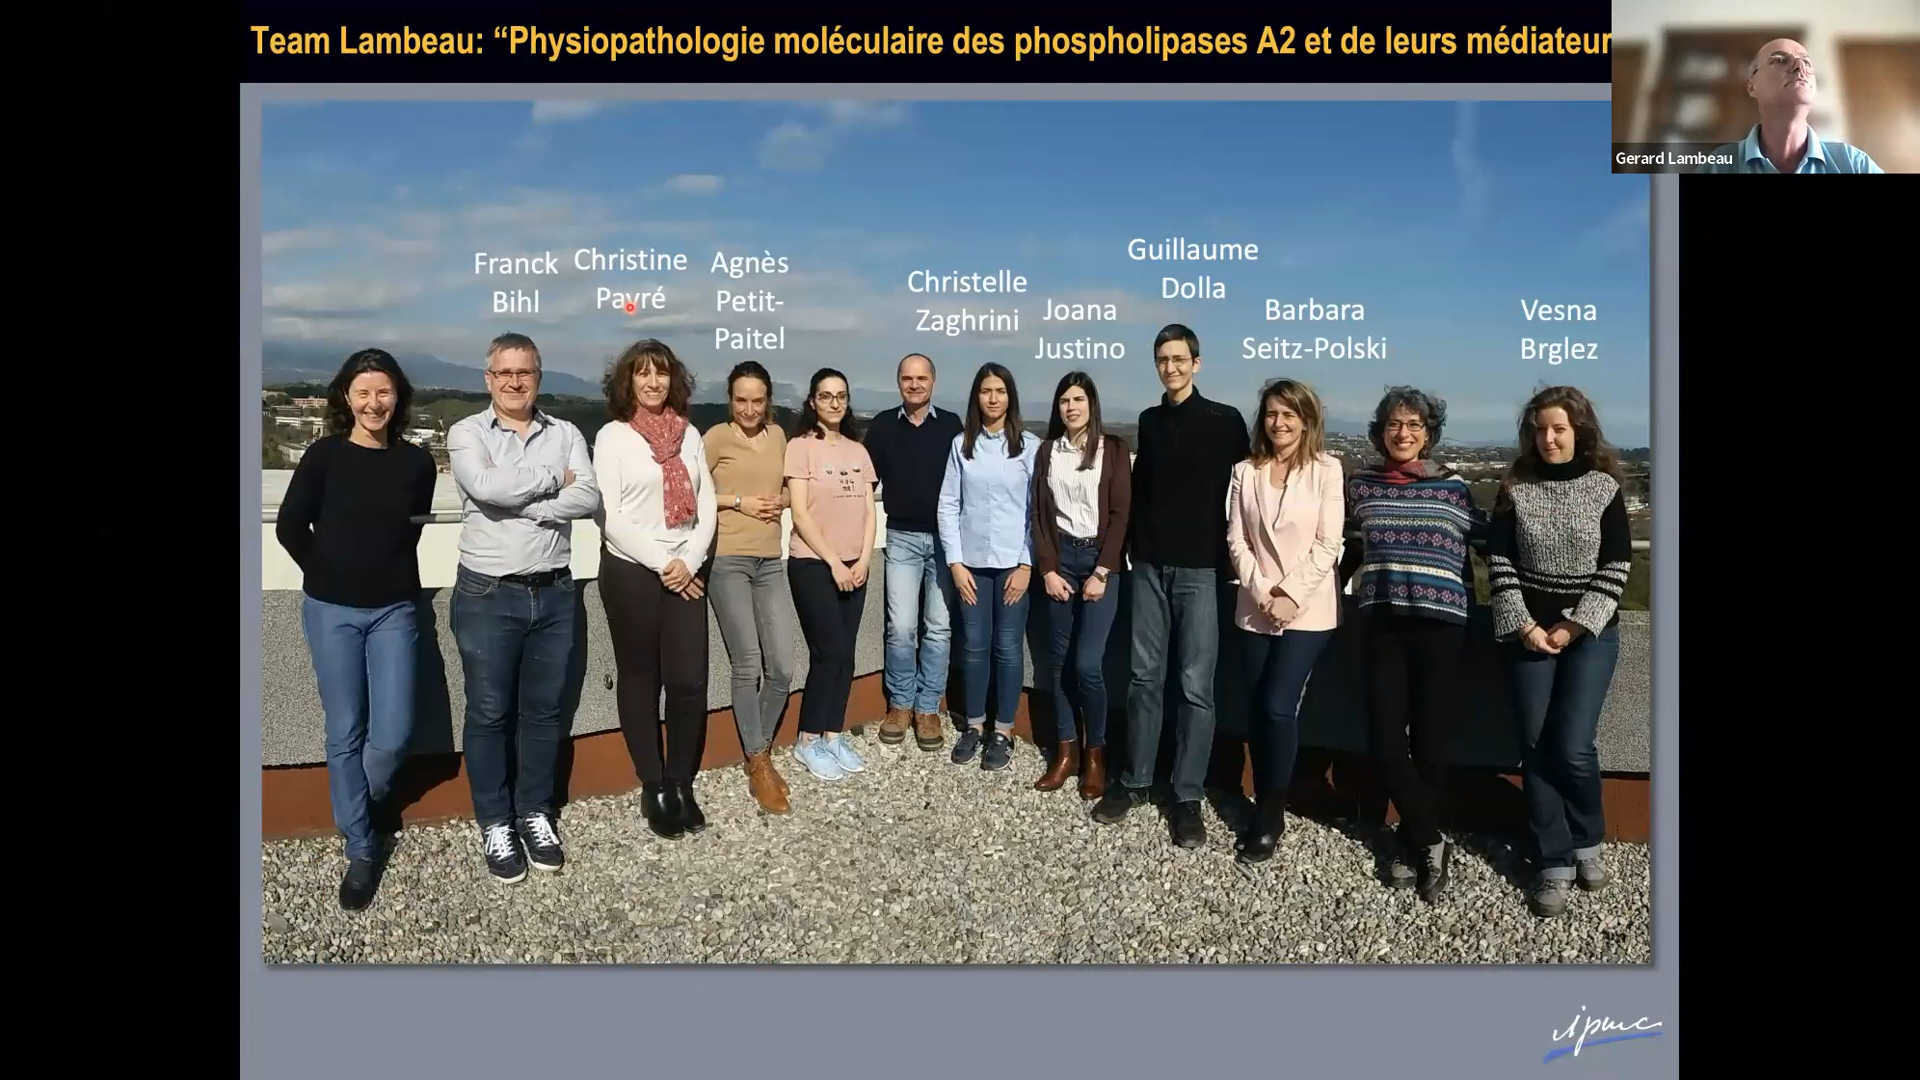 Team Lambeau: “Physiopathologie moléculaire des phospholipases A2 et de leurs médiateur
Gerard Lambeau
Franck
Bihl
Christine
Payré
Agnès
Petit-
Paitel
Christelle
Zaghrini
Joana
Justino
Guillaume
Dolla
Barbara
Seitz-Polski
Vesna
Brglez
ipmc